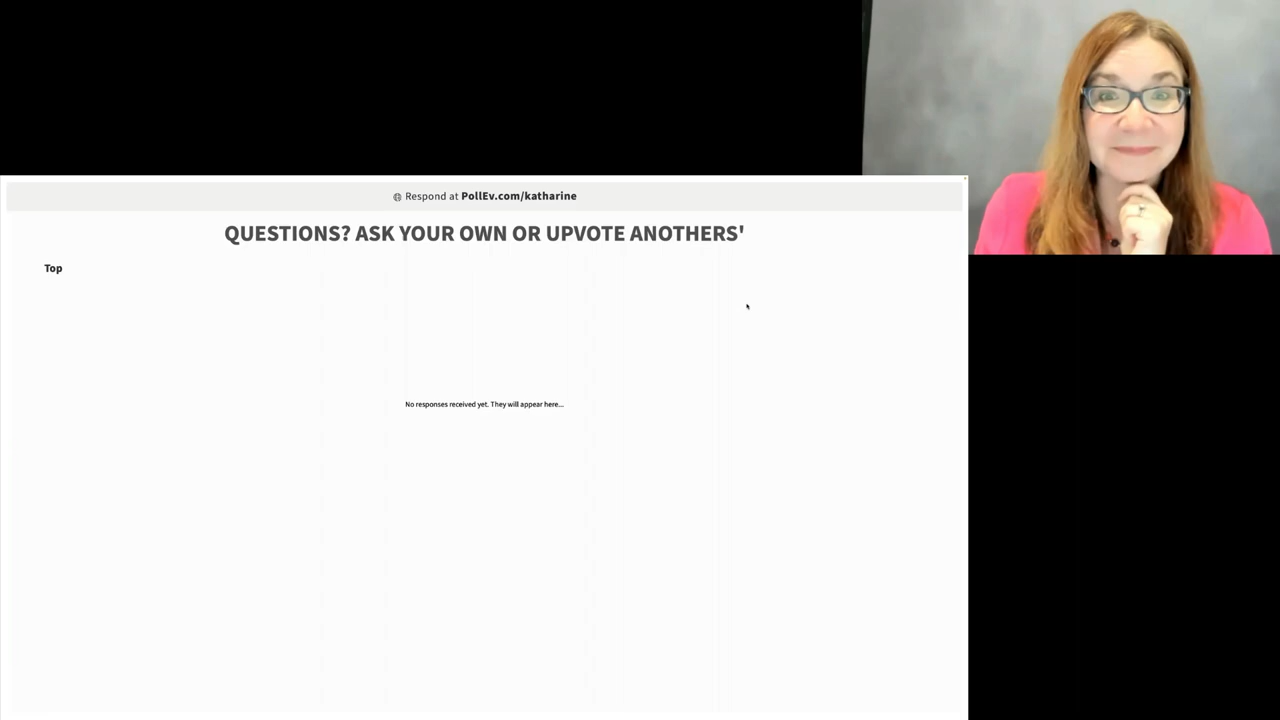 Respond at PollEv.com/katharine
QUESTIONS? ASK YOUR OWN OR UPVOTE ANOTHERS'
Top
No responses received yet. They will appear here...